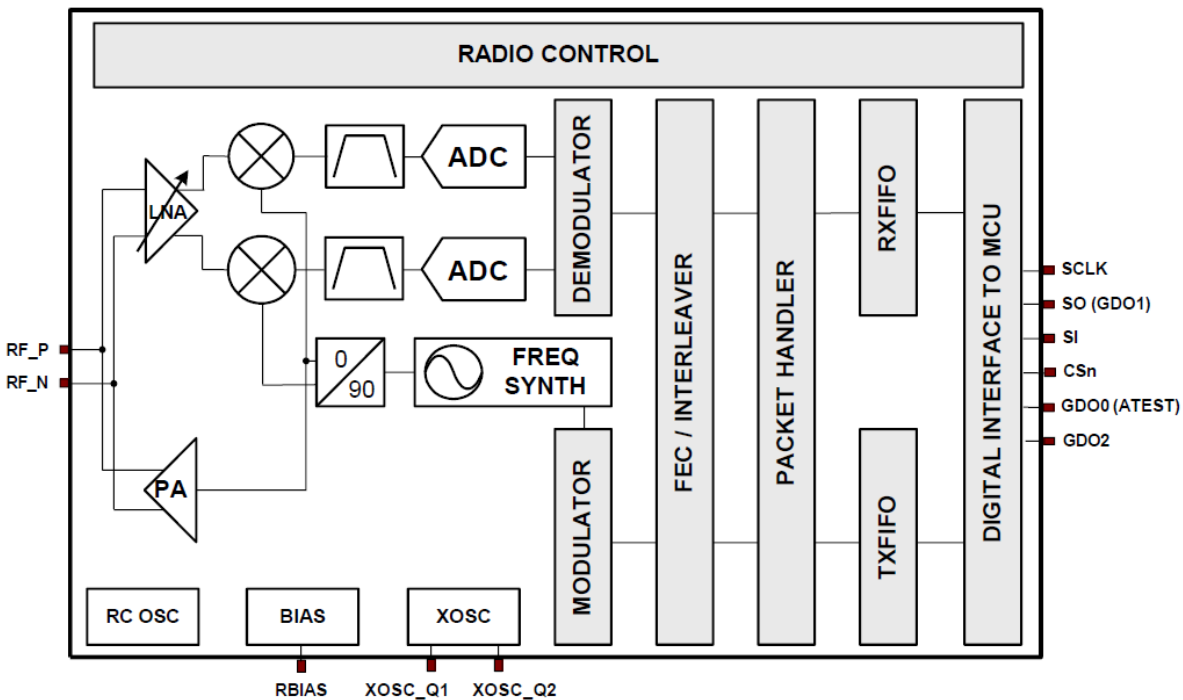 RADIO CONTROL
LNA
ADC
ADC
DEMODULATOR
FEC / INTERLEAVER
PACKET HANDLER
RXFIFO
DIGITAL INTERFACE TO MCU
SCLK
SO (GDO1)
SI
CSn
GDO0 (ATEST)
GDO2
RF_P
RF_N
0
90
FREQ
SYNTH
PA
MODULATOR
TXFIFO
RC OSC
BIAS
XOSC
RBIAS
XOSC_Q1
XOSC_Q2